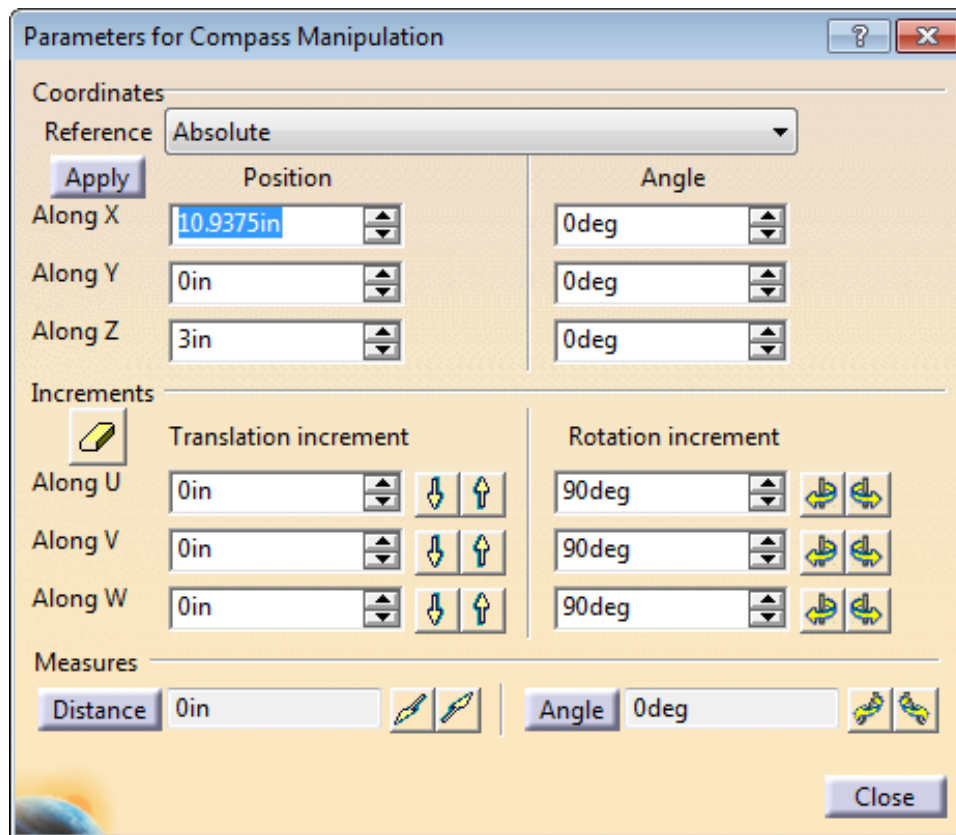 Parameters for Compass Manipulation ?
Coordinates
Reference Absolute
Apply Position Angle
Along X 10.9375in 0deg
Along Y 0in 0deg
Along Z 3in 0deg
Increments
Translation increment Rotation increment
Along U 0in 90deg
Along V 0in 90deg
Along W 0in 90deg
Measures
Distance 0in Angle 0deg
Close